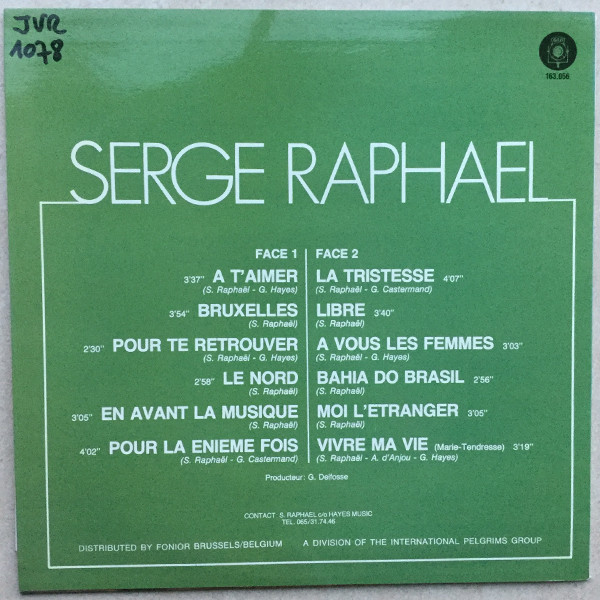 JVR
1078
163.056
SERGE RAPHAEL
FACE 1
3'37" A T'AIMER
(S. Raphaël - G. Hayes)
3'54" BRUXELLES
(S. Raphaël)
2'30" POUR TE RETROUVER
(S. Raphaël - G. Hayes)
2'58" LE NORD
(S. Raphaël)
3'05" EN AVANT LA MUSIQUE
(S. Raphaël)
4'02" POUR LA ENIEME FOIS
(S. Raphaël - G. Castermand)
FACE 2
LA TRISTESSE 4'07"
(S. Raphaël - G. Castermand)
LIBRE 3'40"
(S. Raphaël)
A VOUS LES FEMMES 3'03"
(S. Raphaël - G. Hayes)
BAHIA DO BRASIL 2'56"
(S. Raphaël)
MOI L'ETRANGER 3'05"
(S. Raphaël)
VIVRE MA VIE (Marie-Tendresse) 3'19"
(S. Raphaël - A. d'Anjou - G. Hayes)
Producteur: G. Delfosse
CONTACT: S. RAPHAEL c/o HAYES MUSIC
TEL. 065/31.74.46
DISTRIBUTED BY FONIOR BRUSSELS/BELGIUM A DIVISION OF THE INTERNATIONAL PELGRIMS GROUP